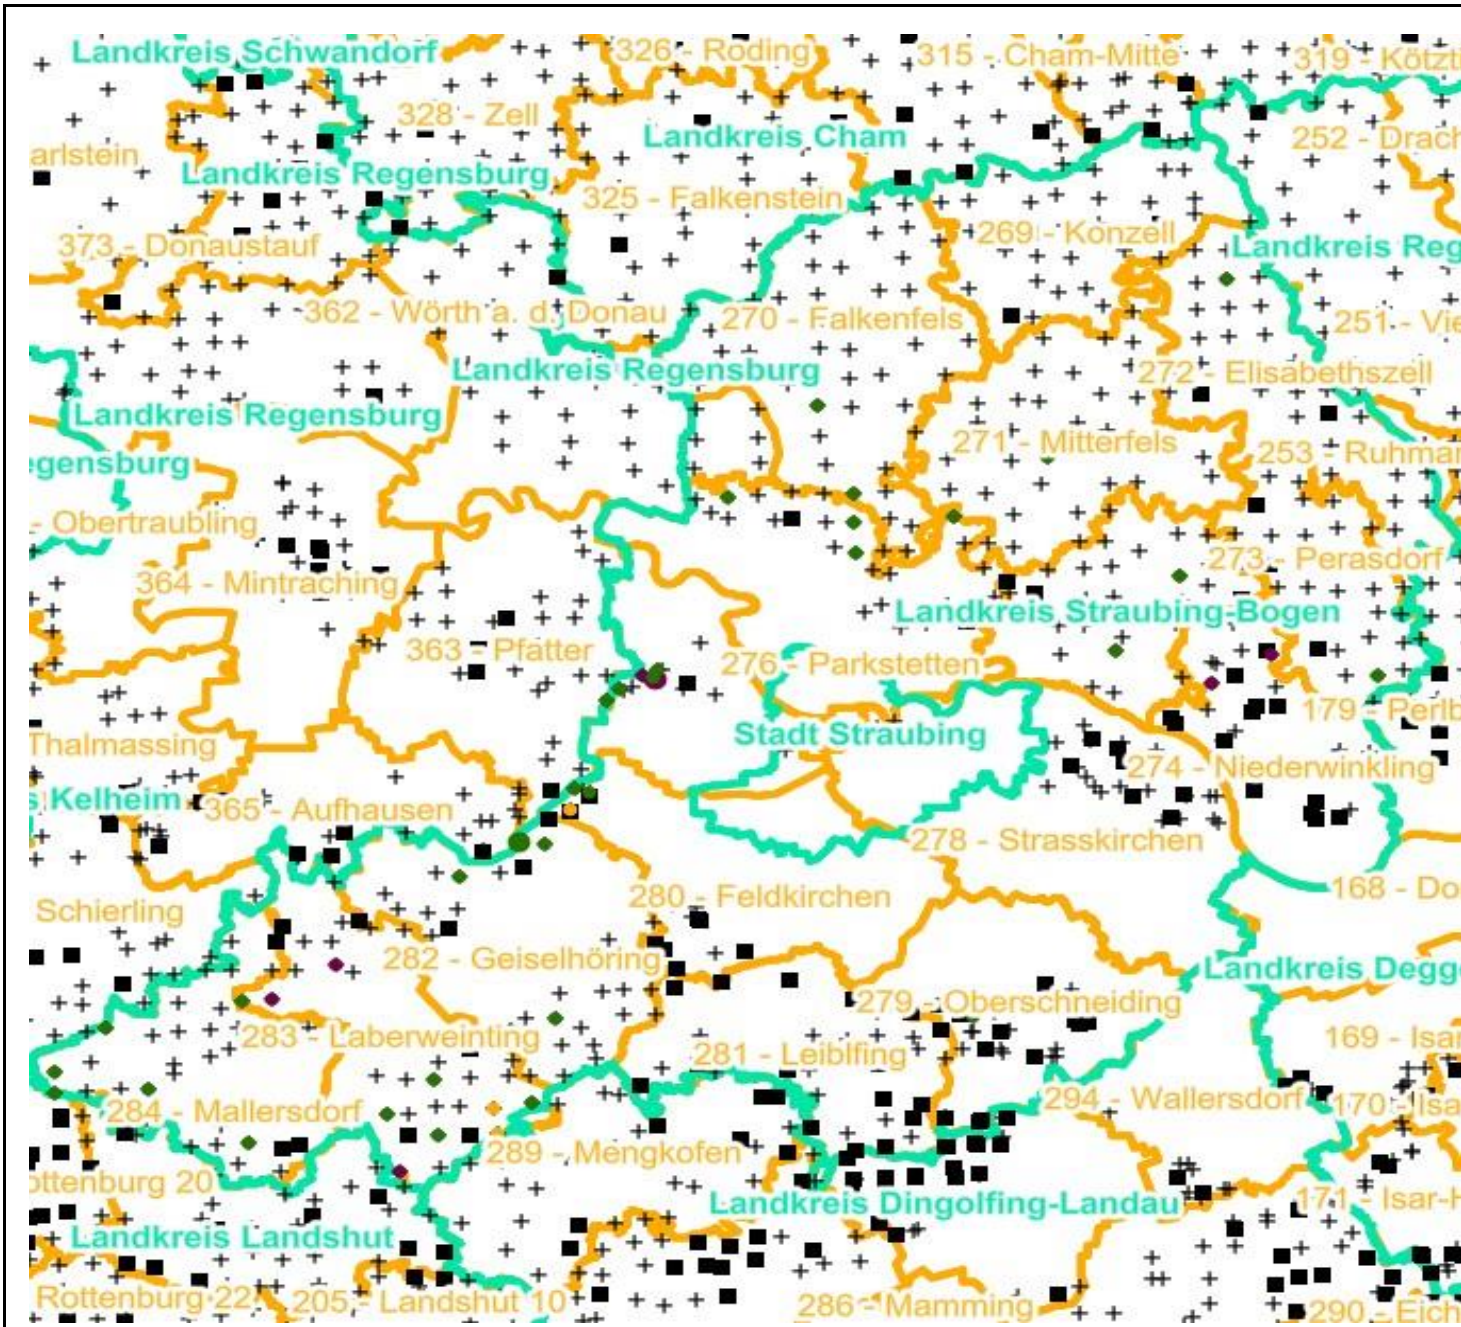 Landkreis Schwandorf
326 - Roding
315 - Cham-Mitte
319 - Kötzti
328 - Zell
Landkreis Cham
252 - Drach
arlstein
Landkreis Regensburg
325 - Falkenstein
373 - Donaustauf
269 - Konzell
Landkreis Reg
362 - Wörth a. d. Donau
270 - Falkenfels
251 - Vie
Landkreis Regensburg
272 - Elisabethszell
Landkreis Regensburg
271 - Mitterfels
253 - Ruhmar
egensburg
- Obertraubling
273 - Perasdorf
364 - Mintraching
Landkreis Straubing-Bogen
363 - Pfatter
276 - Parkstetten
179 - Perlb
Thalmassing
Stadt Straubing
274 - Niederwinkling
s Kelheim
365 - Aufhausen
278 - Strasskirchen
280 - Feldkirchen
168 - Do
Schierling
282 - Geiselhöring
Landkreis Degge
279 - Oberschneiding
283 - Laberweinting
281 - Leiblfing
169 - Isar
284 - Mallersdorf
294 - Wallersdorf
170 - Isa
289 - Mengkofen
ottenburg 20
Landkreis Dingolfing-Landau
171 - Isar-H
Landkreis Landshut
Rottenburg 22
205 - Landshut 10
286 - Mamming
290 - Eich